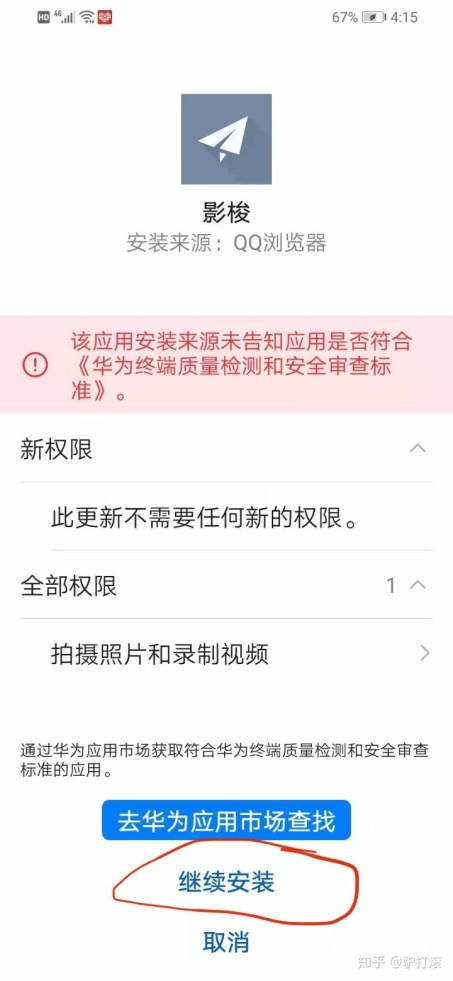 HD 4G 67% 4:15
影梭
安装来源：QQ浏览器
该应用安装来源未告知应用是否符合
《华为终端质量检测和安全审查标
准》。
新权限
此更新不需要任何新的权限。
全部权限 1
拍摄照片和录制视频
通过华为应用市场获取符合华为终端质量检测和安全审查
标准的应用。
去华为应用市场查找
继续安装
取消
知乎 @驴打滚